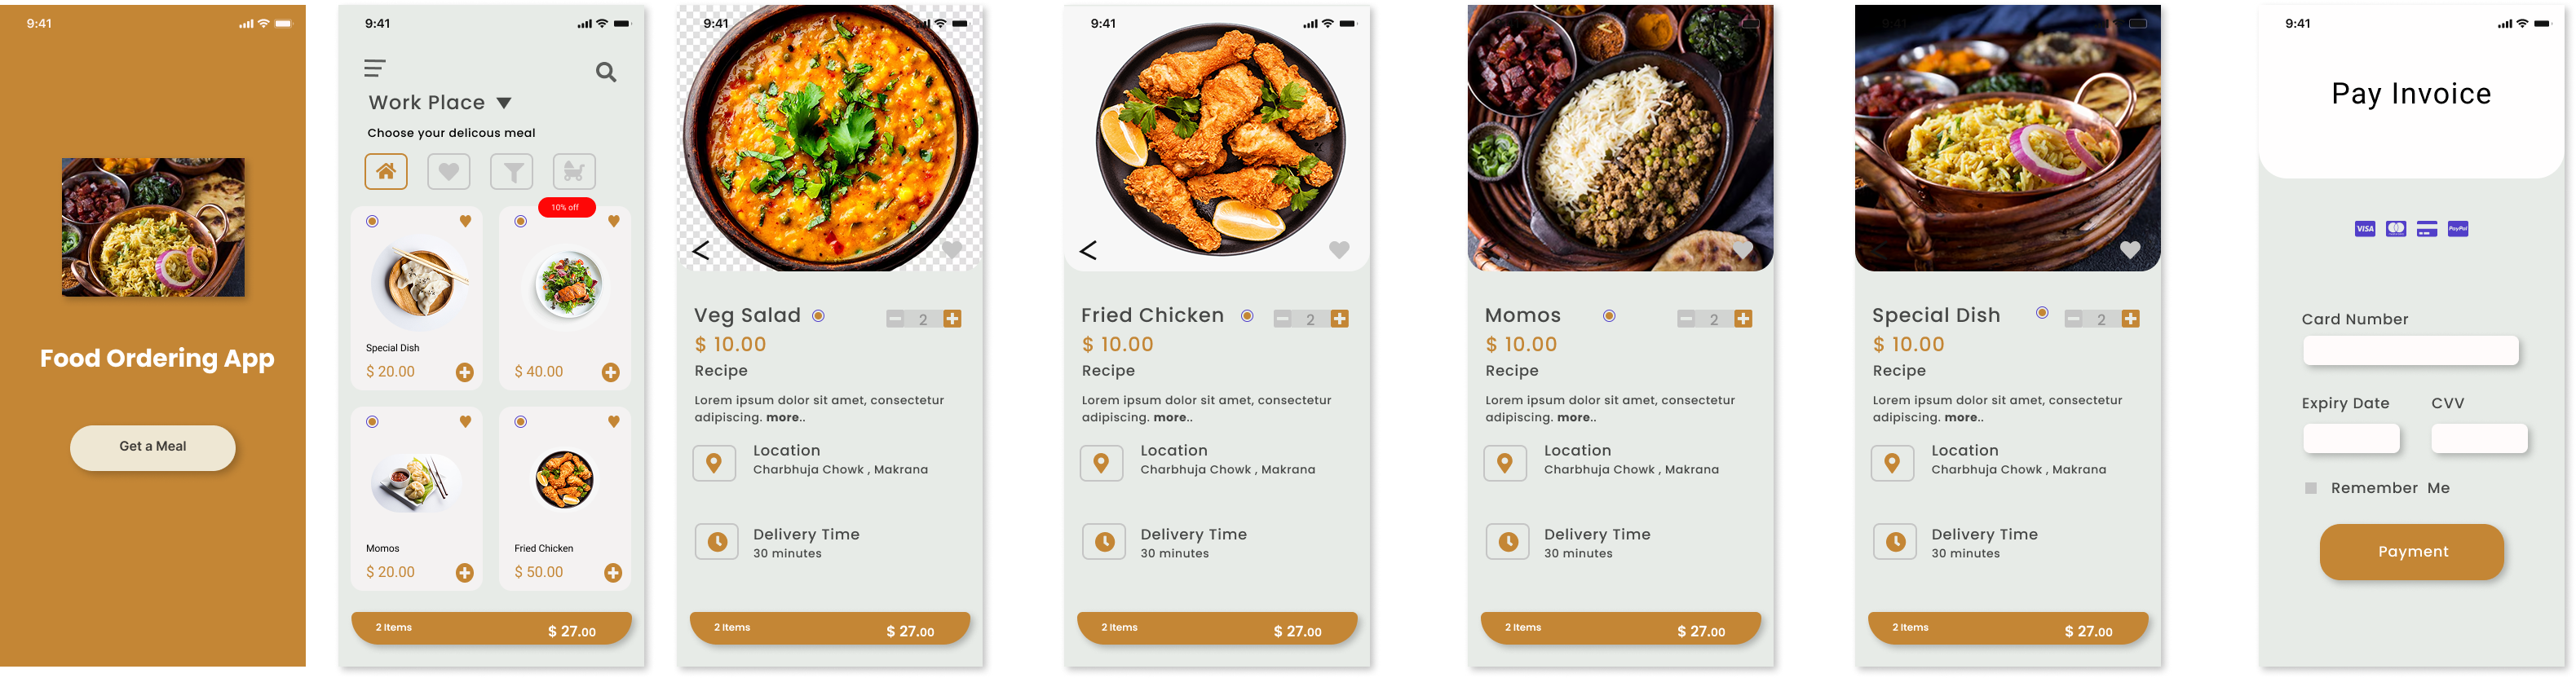 9:41
Food Ordering App
Get a Meal
9:41
Work Place
Choose your delicous meal
10% off
Special Dish
$ 20.00
$ 40.00
Momos
$ 20.00
Fried Chicken
$ 50.00
2 Items
$ 27.00
9:41
Veg Salad
2
$ 10.00
Recipe
Lorem ipsum dolor sit amet, consectetur
adipiscing. more..
Location
Charbhuja Chowk , Makrana
Delivery Time
30 minutes
2 Items
$ 27.00
9:41
Fried Chicken
2
$ 10.00
Recipe
Lorem ipsum dolor sit amet, consectetur
adipiscing. more..
Location
Charbhuja Chowk , Makrana
Delivery Time
30 minutes
2 Items
$ 27.00
9:41
Momos
2
$ 10.00
Recipe
Lorem ipsum dolor sit amet, consectetur
adipiscing. more..
Location
Charbhuja Chowk , Makrana
Delivery Time
30 minutes
2 Items
$ 27.00
9:41
Special Dish
2
$ 10.00
Recipe
Lorem ipsum dolor sit amet, consectetur
adipiscing. more..
Location
Charbhuja Chowk , Makrana
Delivery Time
30 minutes
2 Items
$ 27.00
9:41
Pay Invoice
VISA
PayPal
Card Number
Expiry Date
CVV
Remember Me
Payment